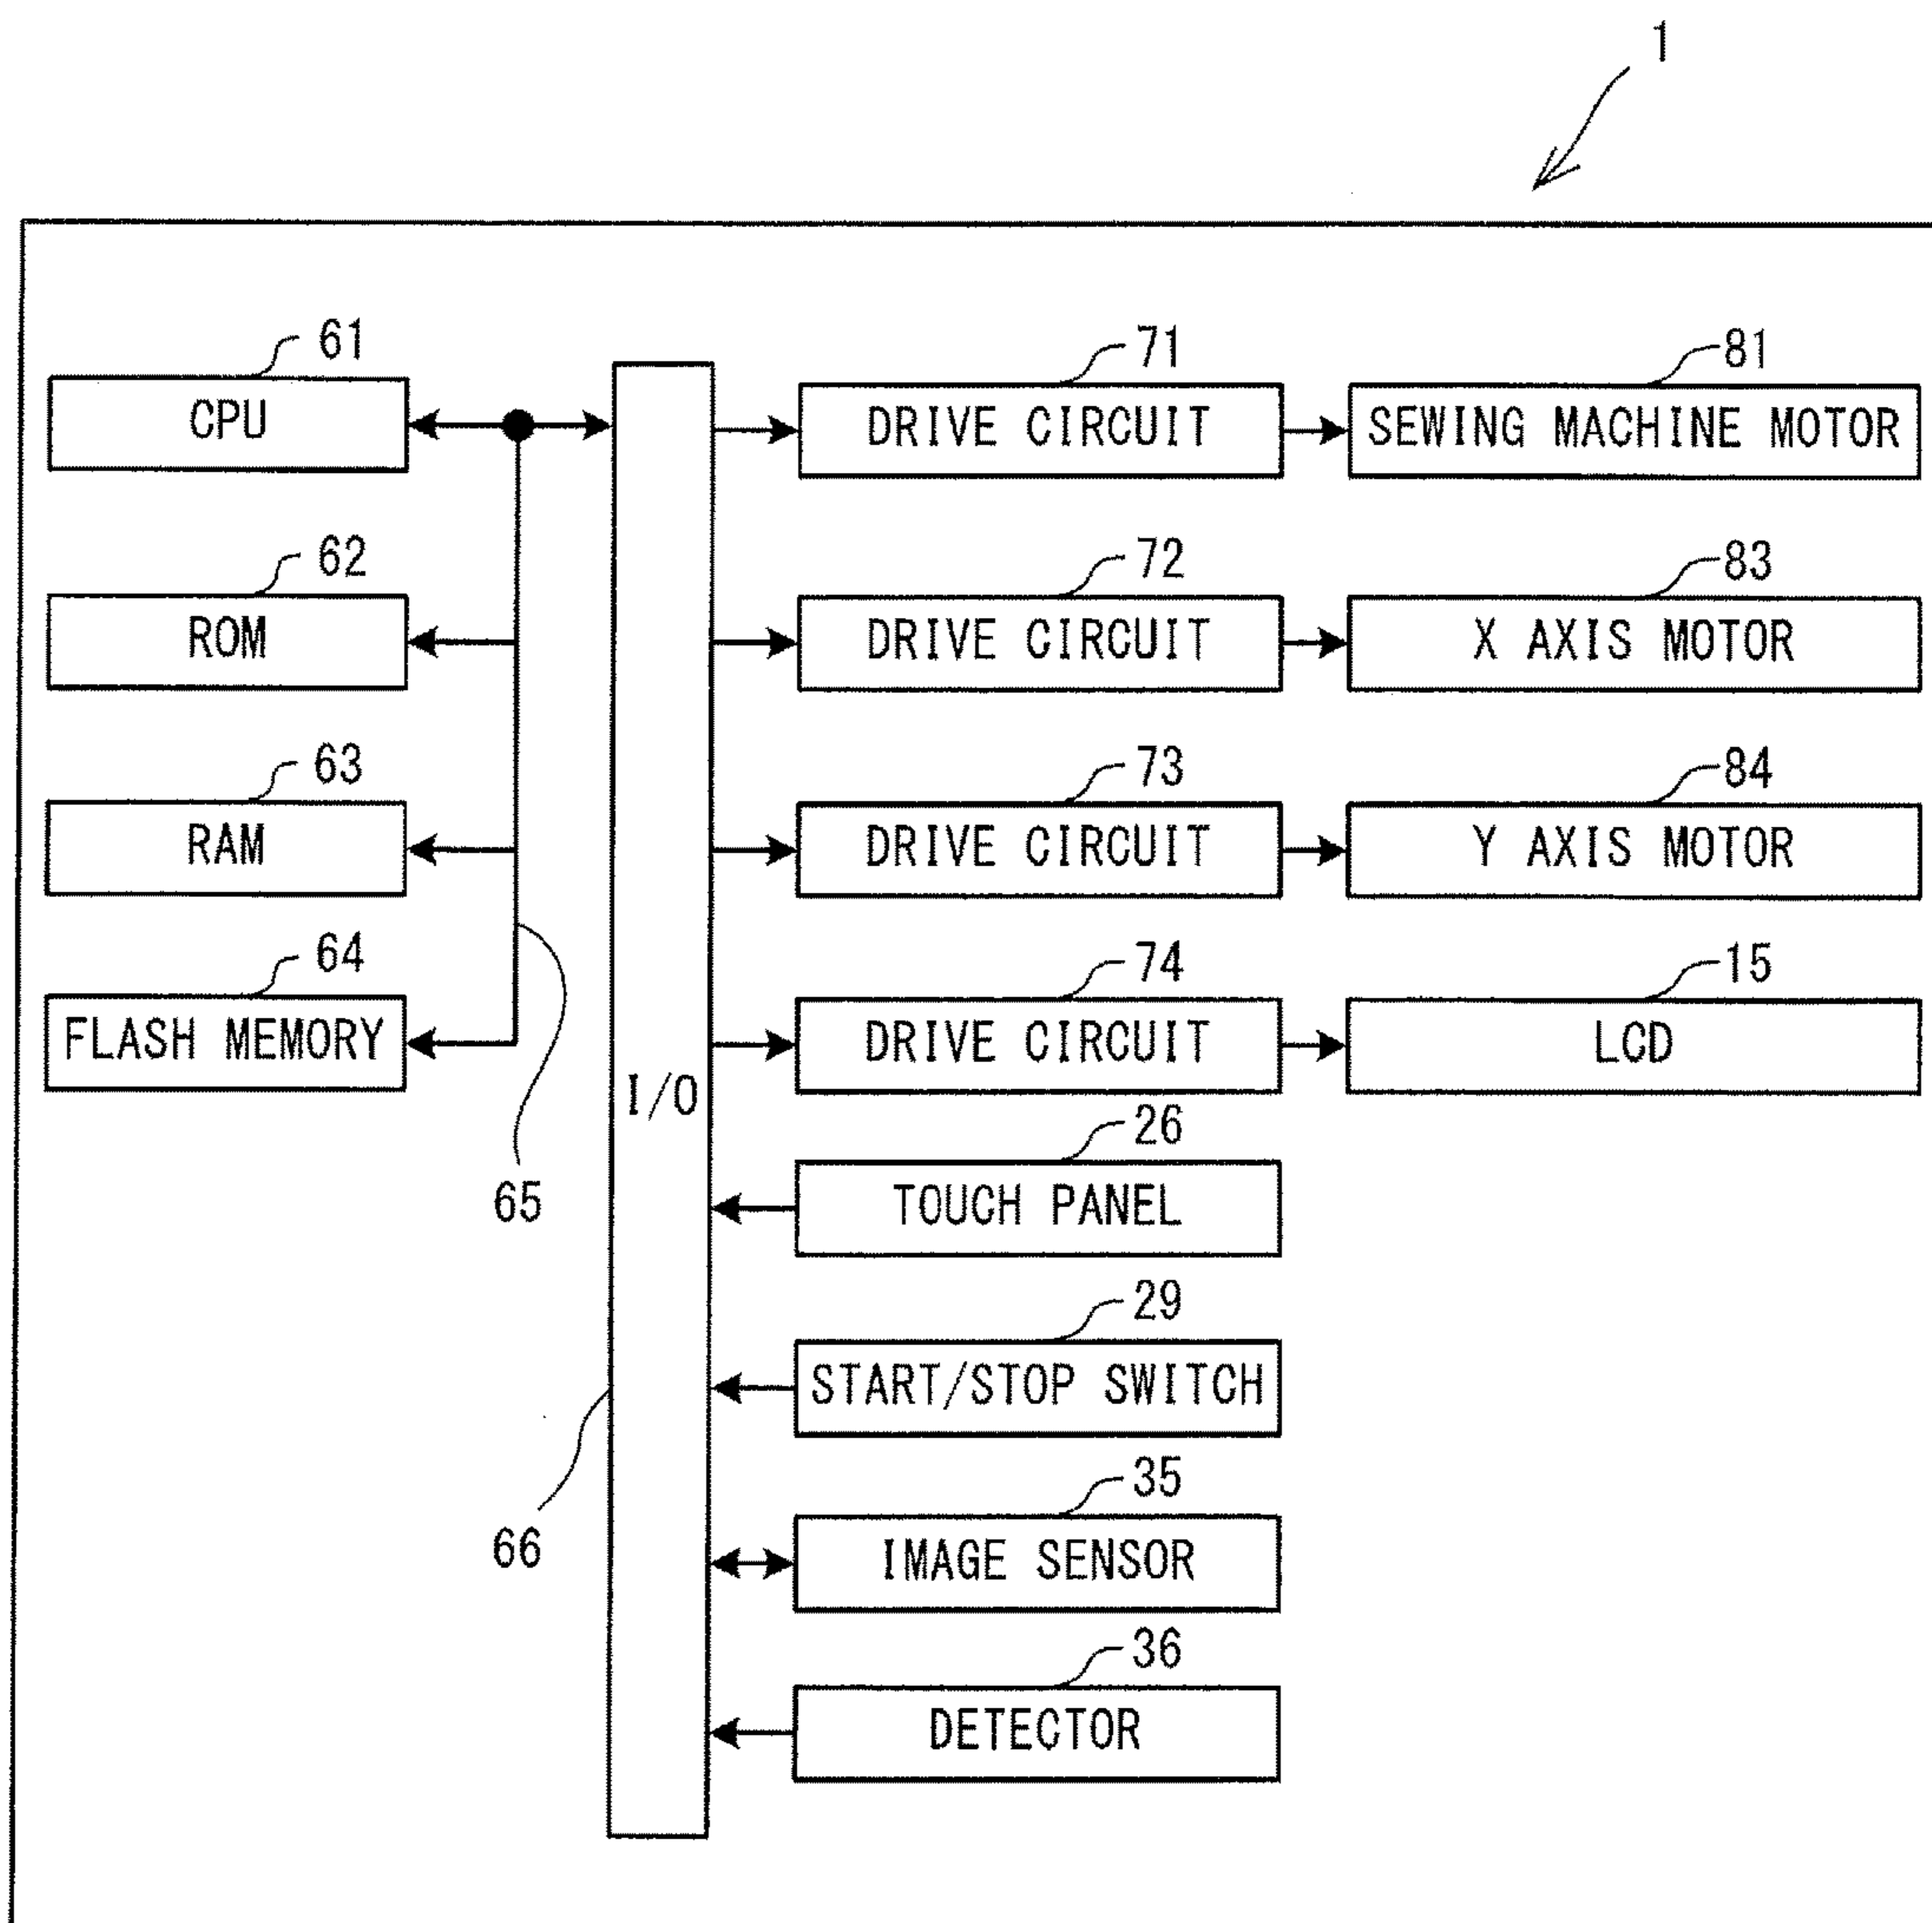 1
61
71
81
CPU
DRIVE CIRCUIT
SEWING MACHINE MOTOR
62
72
83
ROM
DRIVE CIRCUIT
X AXIS MOTOR
63
73
84
RAM
DRIVE CIRCUIT
Y AXIS MOTOR
64
74
15
FLASH MEMORY
DRIVE CIRCUIT
LCD
I/O
26
65
TOUCH PANEL
29
START/STOP SWITCH
35
66
IMAGE SENSOR
36
DETECTOR